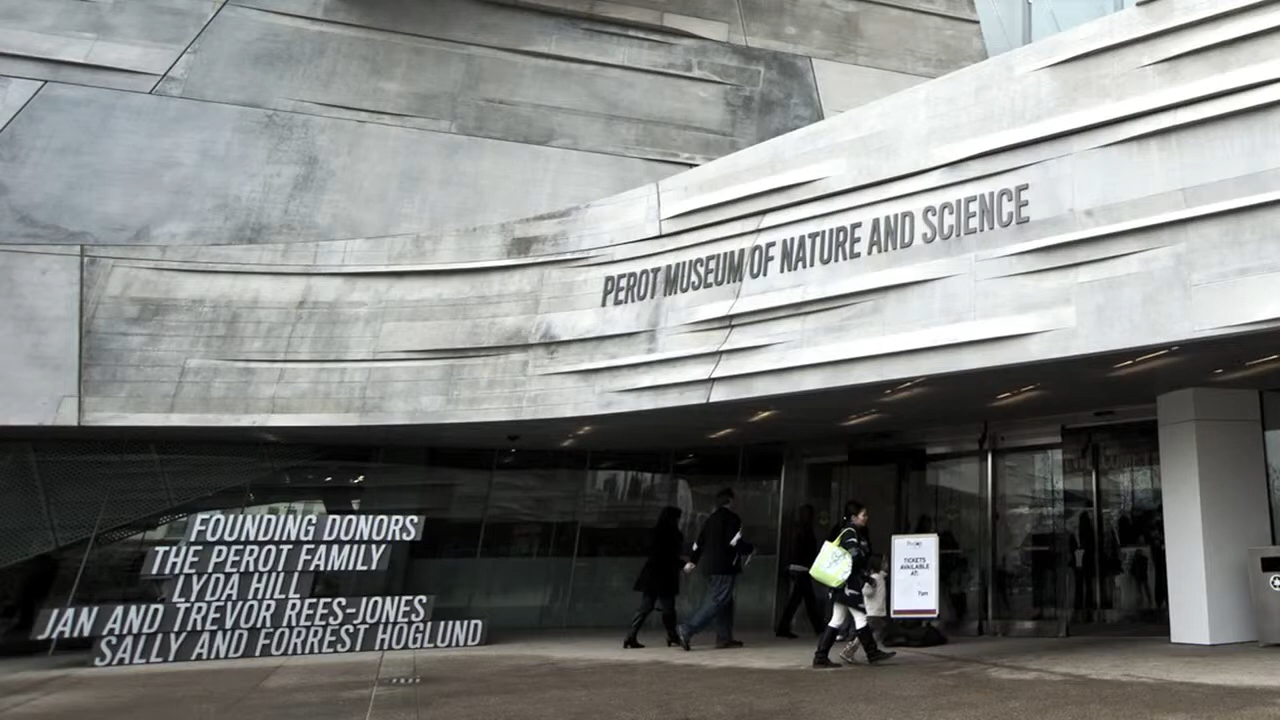 PEROT MUSEUM OF NATURE AND SCIENCE
FOUNDING DONORS
THE PEROT FAMILY
LYDA HILL
JAN AND TREVOR REES-JONES
SALLY AND FORREST HOGLUND
TICKETS
AVAILABLE
AT: